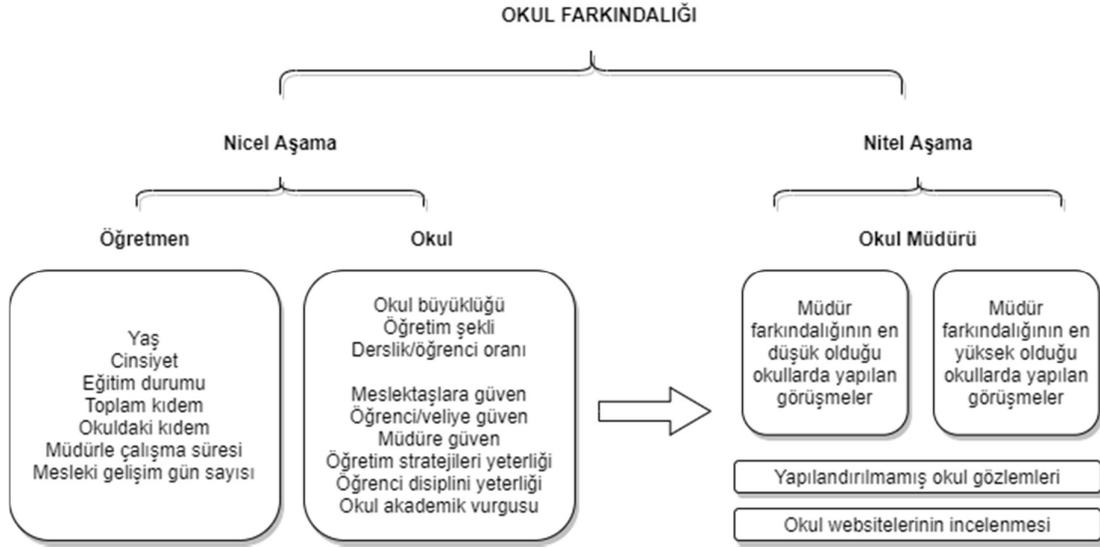 OKUL FARKINDALIĞI
Nicel Aşama
Nitel Aşama
Öğretmen
Okul
Okul Müdürü
Yaş
Cinsiyet
Eğitim durumu
Toplam kıdem
Okuldaki kıdem
Müdürle çalışma süresi
Mesleki gelişim gün sayısı
Okul büyüklüğü
Öğretim şekli
Derslik/öğrenci oranı
Meslektaşlara güven
Öğrenci/veliye güven
Müdüre güven
Öğretim stratejileri yeterliği
Öğrenci disiplini yeterliği
Okul akademik vurgusu
Müdür
farkındalığının en
düşük olduğu
okullarda yapılan
görüşmeler
Müdür
farkındalığının en
yüksek olduğu
okullarda yapılan
görüşmeler
Yapılandırılmamış okul gözlemleri
Okul websitelerinin incelenmesi